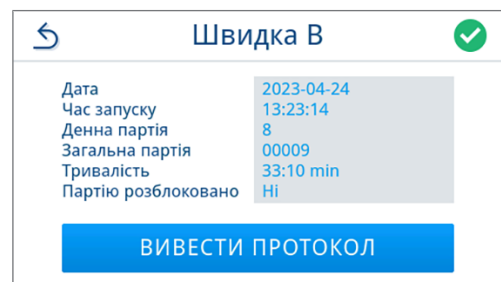 Швидка B
Дата 2023-04-24
Час запуску 13:23:14
Денна партія 8
Загальна партія 00009
Тривалість 33:10 min
Партію розблоковано Ні
ВИВЕСТИ ПРОТОКОЛ